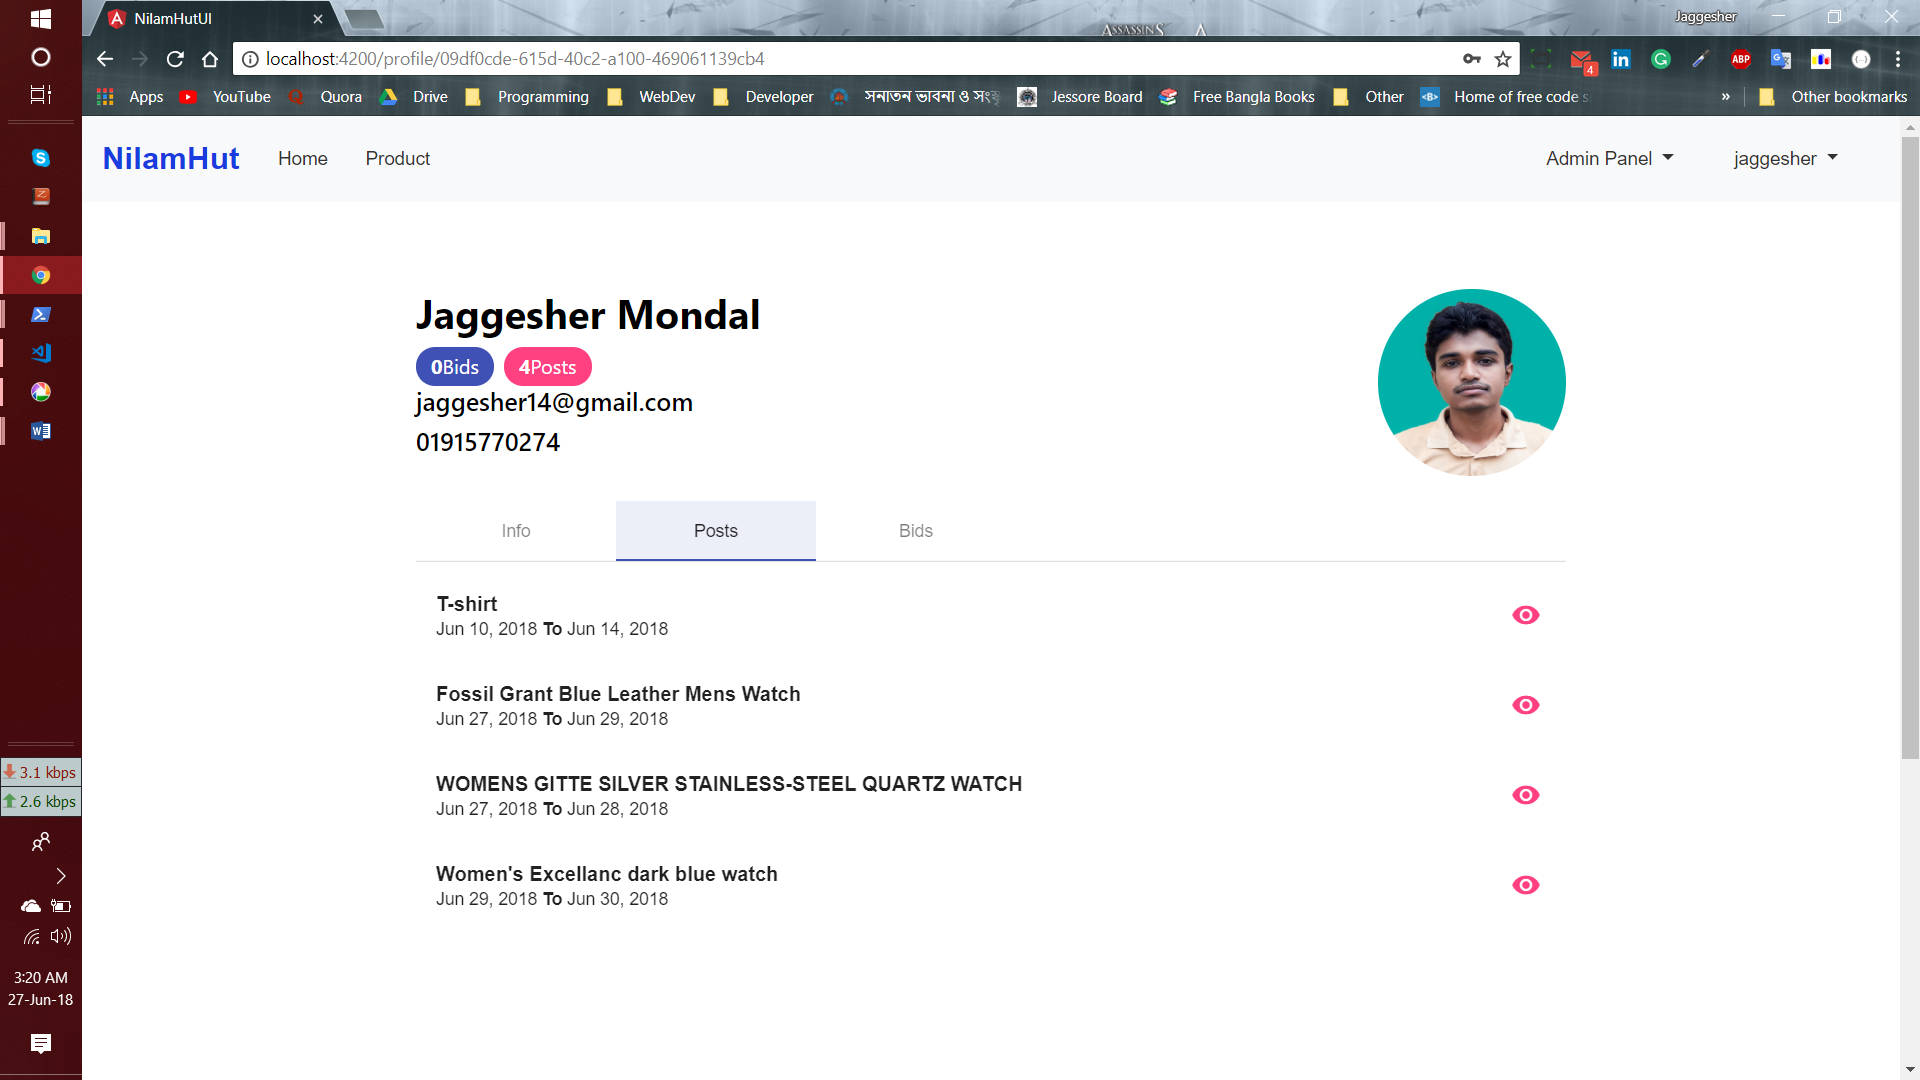 NilamHutUI
ASSASSINS A
Jaggesher
localhost:4200/profile/09df0cde-615d-40c2-a100-469061139cb4
4
ABP
Apps YouTube Quora Drive Programming WebDev Developer সনাতন ভাবনা ও Jessore Board Free Bangla Books Other Home of free code » Other bookmarks
NilamHut Home Product Admin Panel jaggesher
Jaggesher Mondal
0Bids 4Posts
jaggesher14@gmail.com
01915770274
Info Posts Bids
T-shirt
Jun 10, 2018 To Jun 14, 2018
Fossil Grant Blue Leather Mens Watch
Jun 27, 2018 To Jun 29, 2018
WOMENS GITTE SILVER STAINLESS-STEEL QUARTZ WATCH
Jun 27, 2018 To Jun 28, 2018
Women's Excellanc dark blue watch
Jun 29, 2018 To Jun 30, 2018
3.1 kbps
2.6 kbps
3:20 AM
27-Jun-18